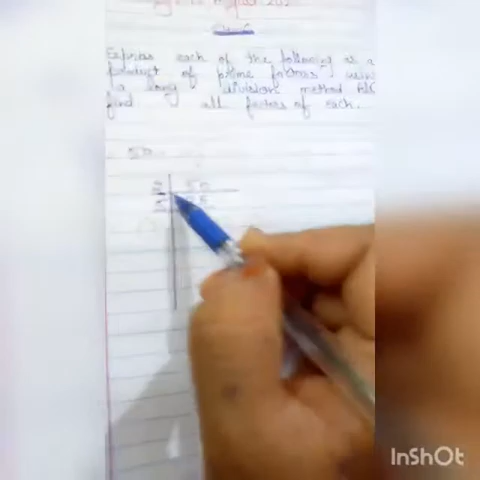 Express each of the following as a
product of prime factors using
a long division method Also
find all factors of each.
50
2 50
5 25
InShOt